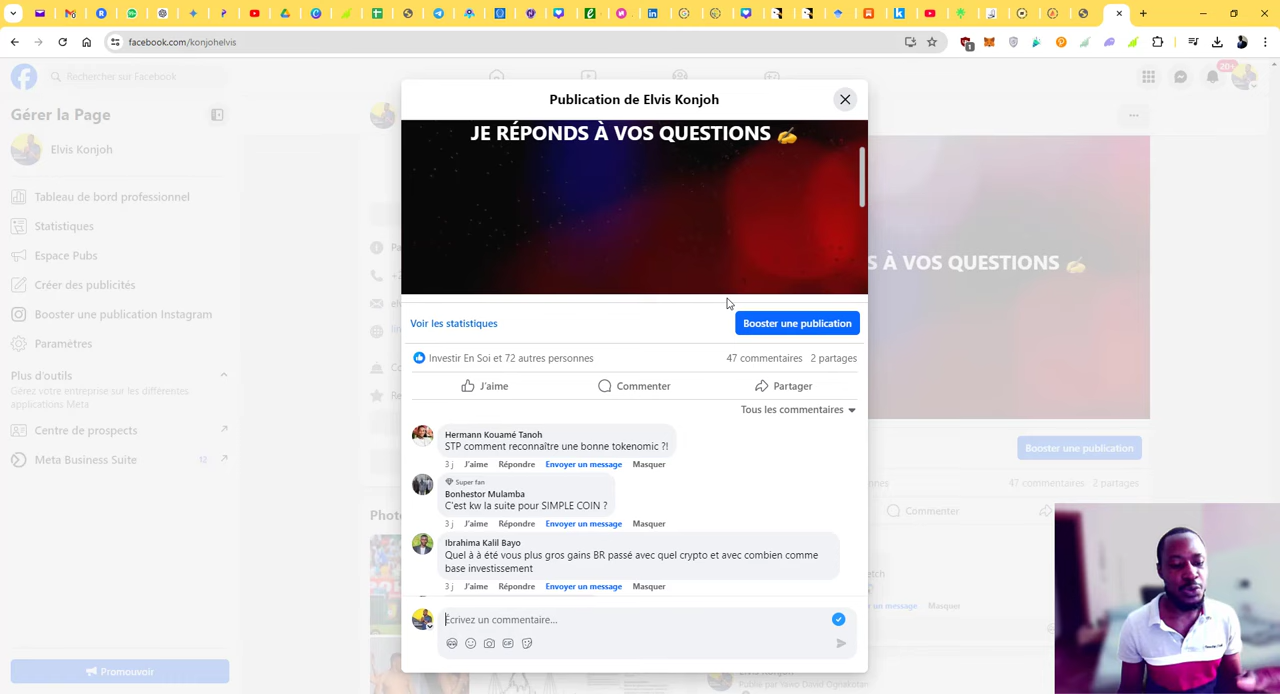 facebook.com/konjohelvis
1
Rechercher sur Facebook
20+
Gérer la Page
Elvis Konjoh
Tableau de bord professionnel
Statistiques
Espace Pubs
Créer des publicités
Booster une publication Instagram
Paramètres
Plus d'outils
Gérez votre entreprise sur les différentes
applications Meta
Centre de prospects
Meta Business Suite
12
Promouvoir
Publication de Elvis Konjoh
JE RÉPONDS À VOS QUESTIONS ✍
Voir les statistiques
Booster une publication
Investir En Soi et 72 autres personnes
47 commentaires 2 partages
J'aime
Commenter
Partager
Tous les commentaires
Hermann Kouamé Tanoh
STP comment reconnaître une bonne tokenomic ?!
3 j J'aime Répondre Envoyer un message Masquer
Super fan
Bonhestor Mulamba
C'est kw la suite pour SIMPLE COIN ?
3 j J'aime Répondre Envoyer un message Masquer
Ibrahima Kalil Bayo
Quel à à été vous plus gros gains BR passé avec quel crypto et avec combien comme
base investissement
3 j J'aime Répondre Envoyer un message Masquer
Écrivez un commentaire...
S À VOS QUESTIONS ✍
Booster une publication
47 commentaires 2 partages
Commenter
Masquer
Photo